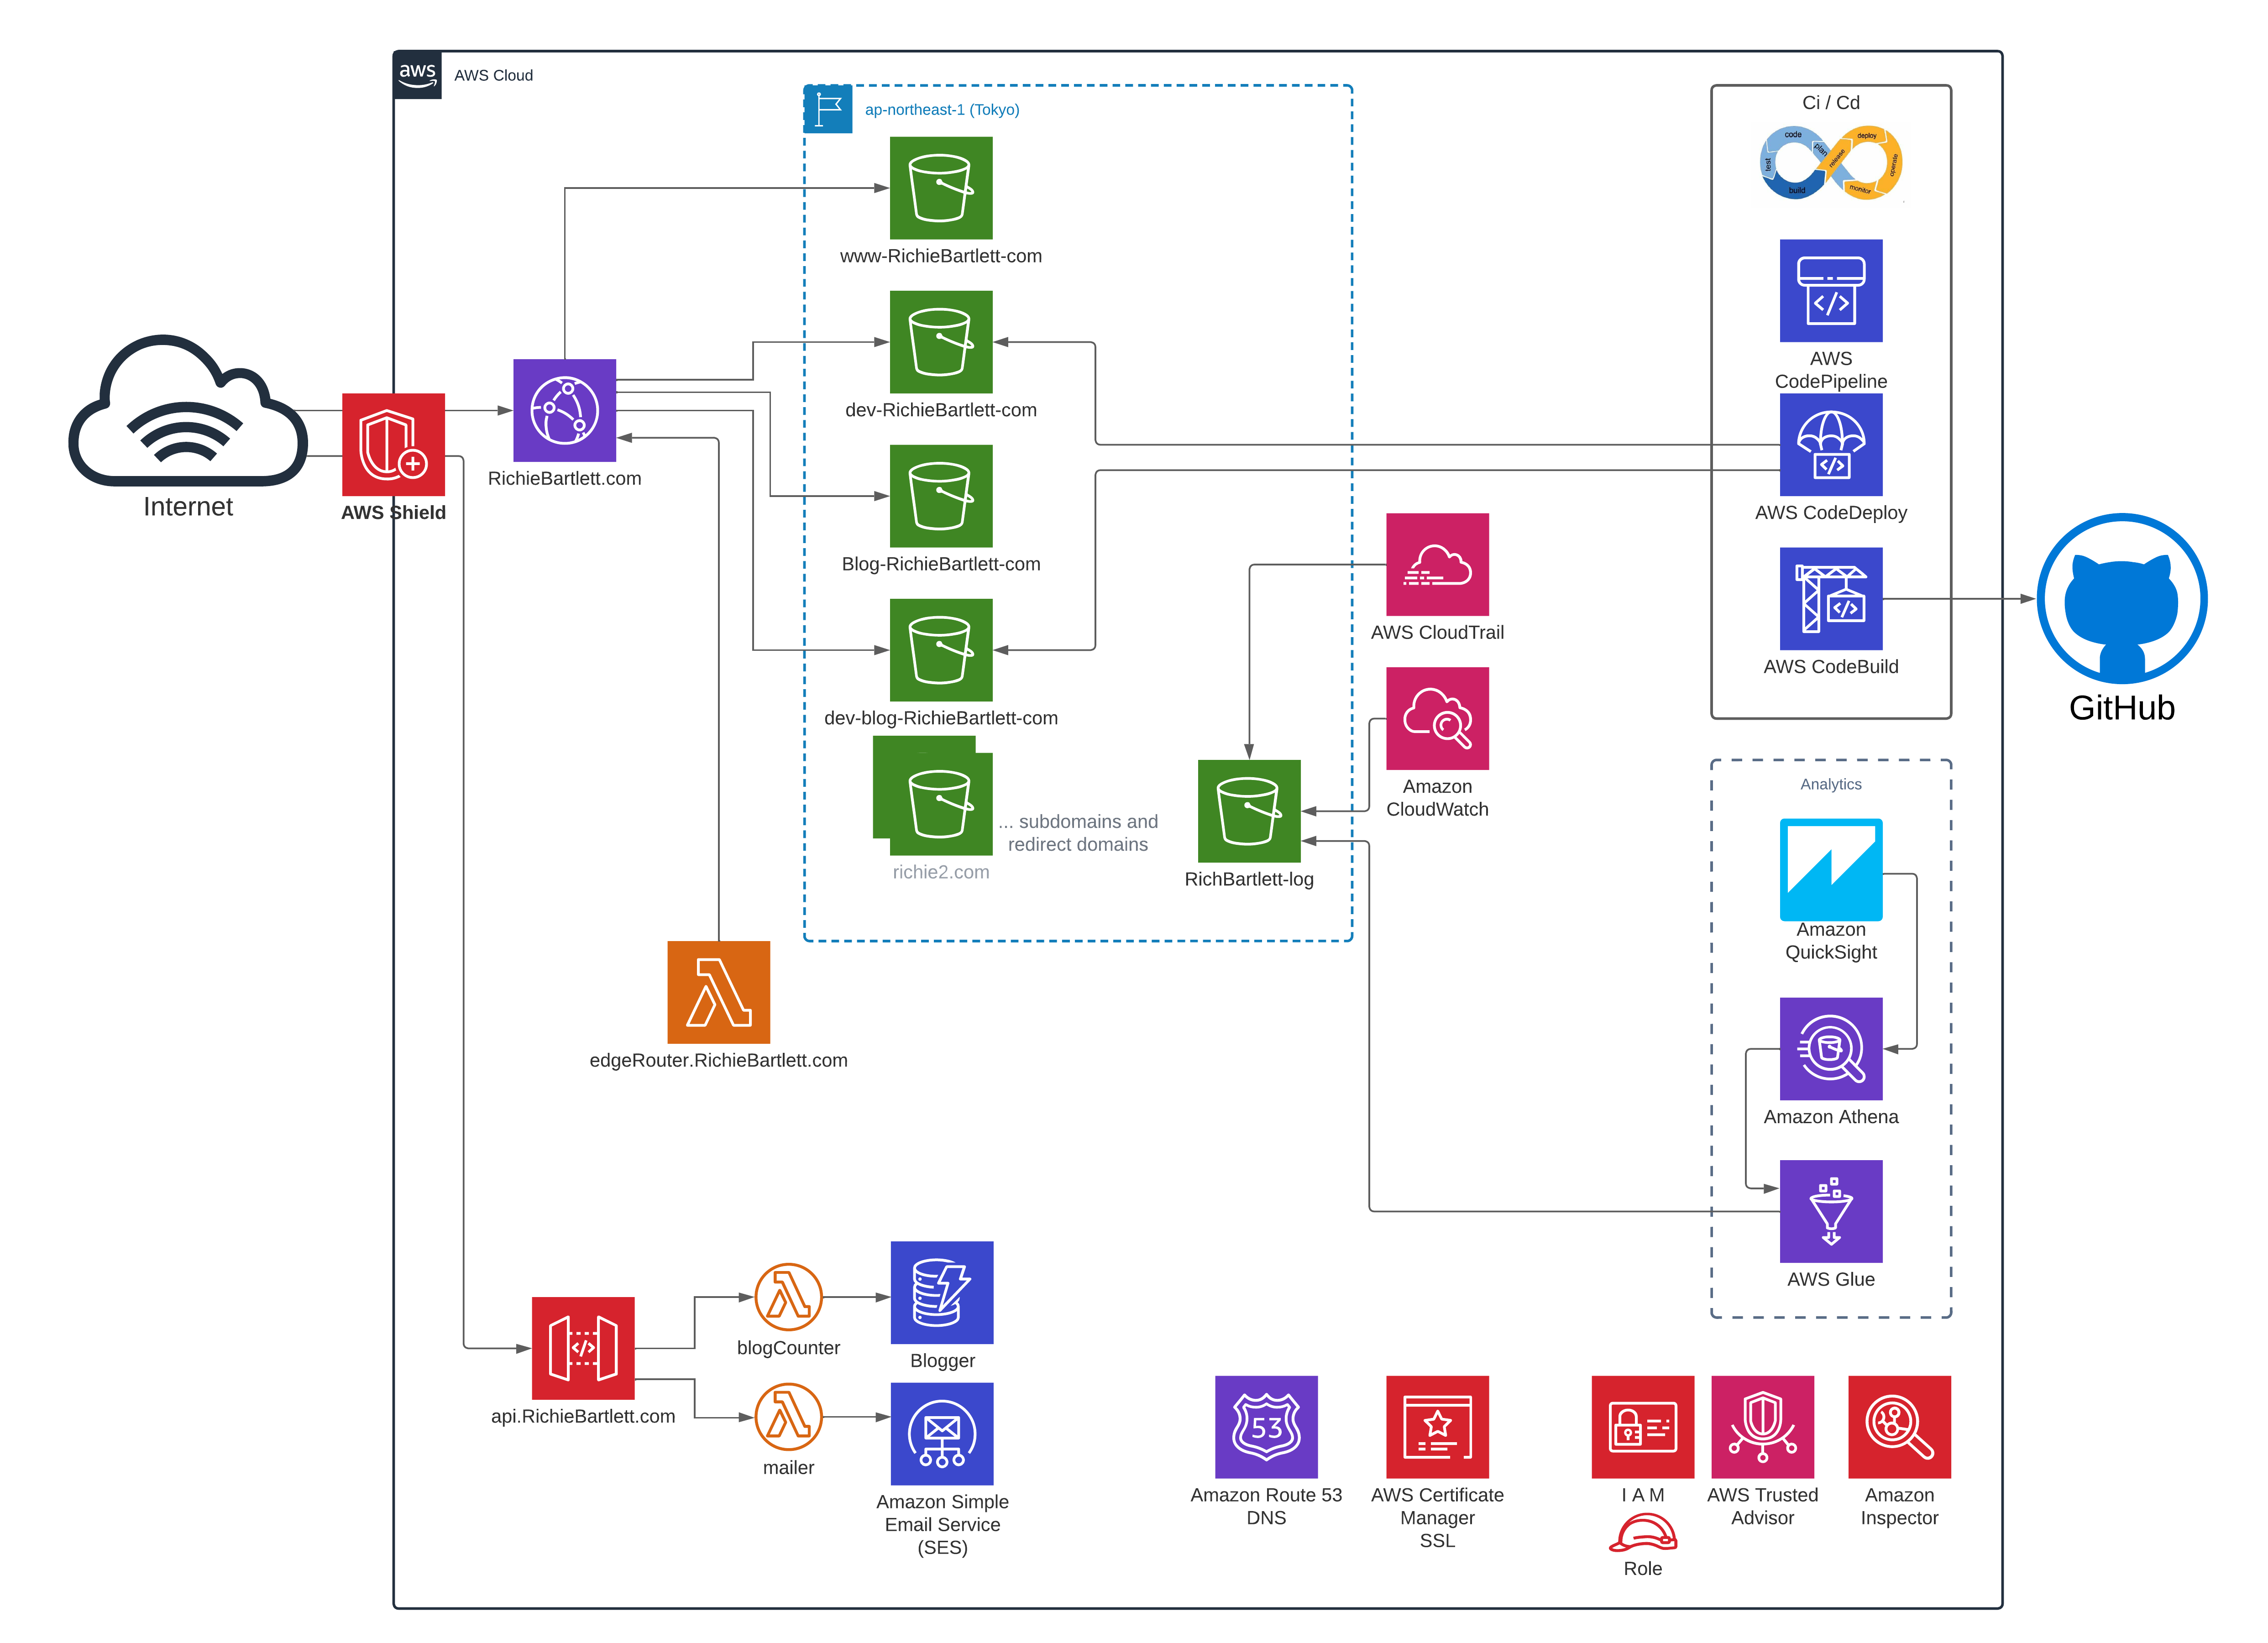 aws
AWS Cloud
ap-northeast-1 (Tokyo)
Ci / Cd
code
deploy
plan
release
test
operate
build
monitor
www-RichieBartlett-com
AWS
CodePipeline
dev-RichieBartlett-com
RichieBartlett.com
Internet
AWS Shield
AWS CodeDeploy
Blog-RichieBartlett-com
AWS CloudTrail
AWS CodeBuild
GitHub
dev-blog-RichieBartlett-com
Amazon
CloudWatch
Analytics
... subdomains and
redirect domains
richie2.com
RichBartlett-log
Amazon
QuickSight
edgeRouter.RichieBartlett.com
Amazon Athena
AWS Glue
blogCounter
Blogger
api.RichieBartlett.com
mailer
53
Amazon Simple
Email Service
(SES)
Amazon Route 53
DNS
AWS Certificate
Manager
SSL
I A M
Role
AWS Trusted
Advisor
Amazon
Inspector